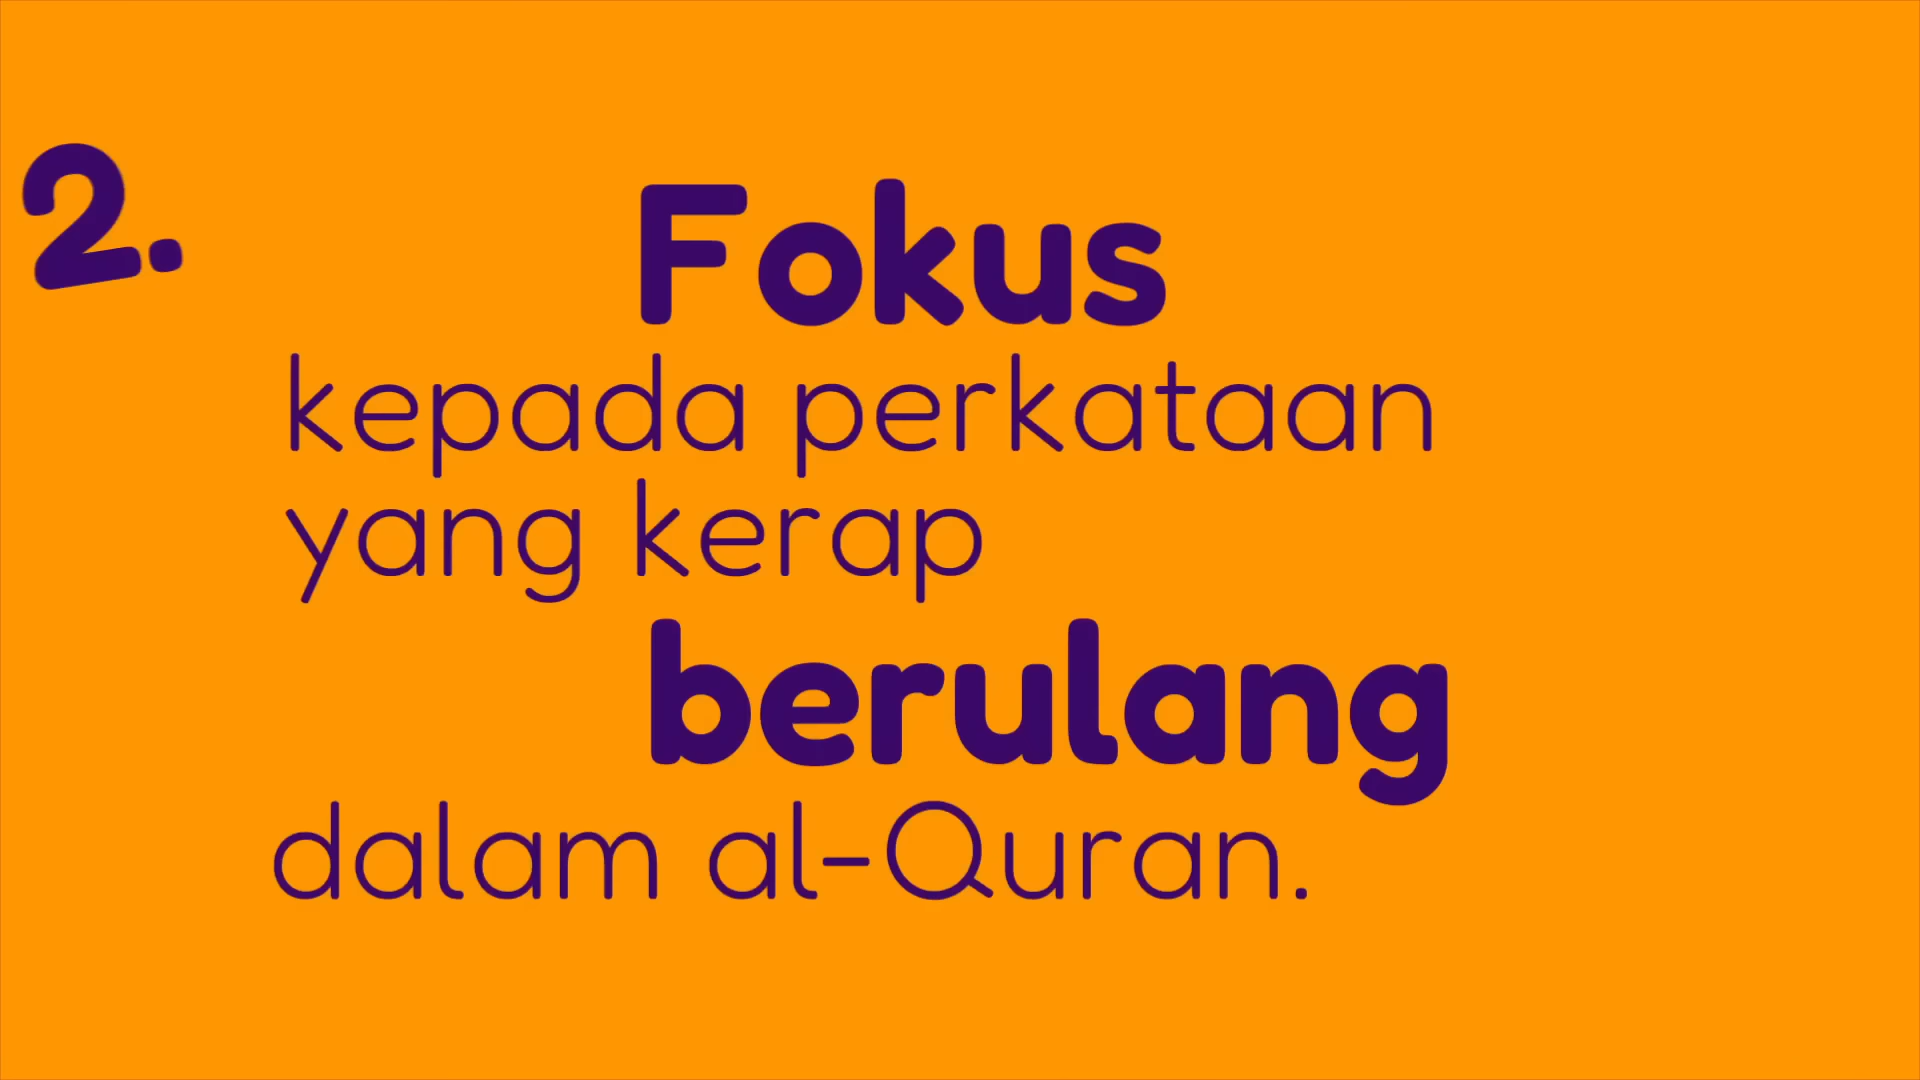 2.
Fokus
kepada perkataan
yang kerap
berulang
dalam al-Quran.